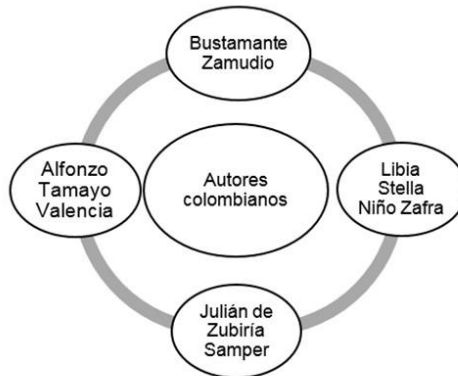 Bustamante
Zamudio
Alfonzo
Tamayo
Valencia
Autores
colombianos
Libia
Stella
Niño Zafra
Julián de
Zubiría
Samper